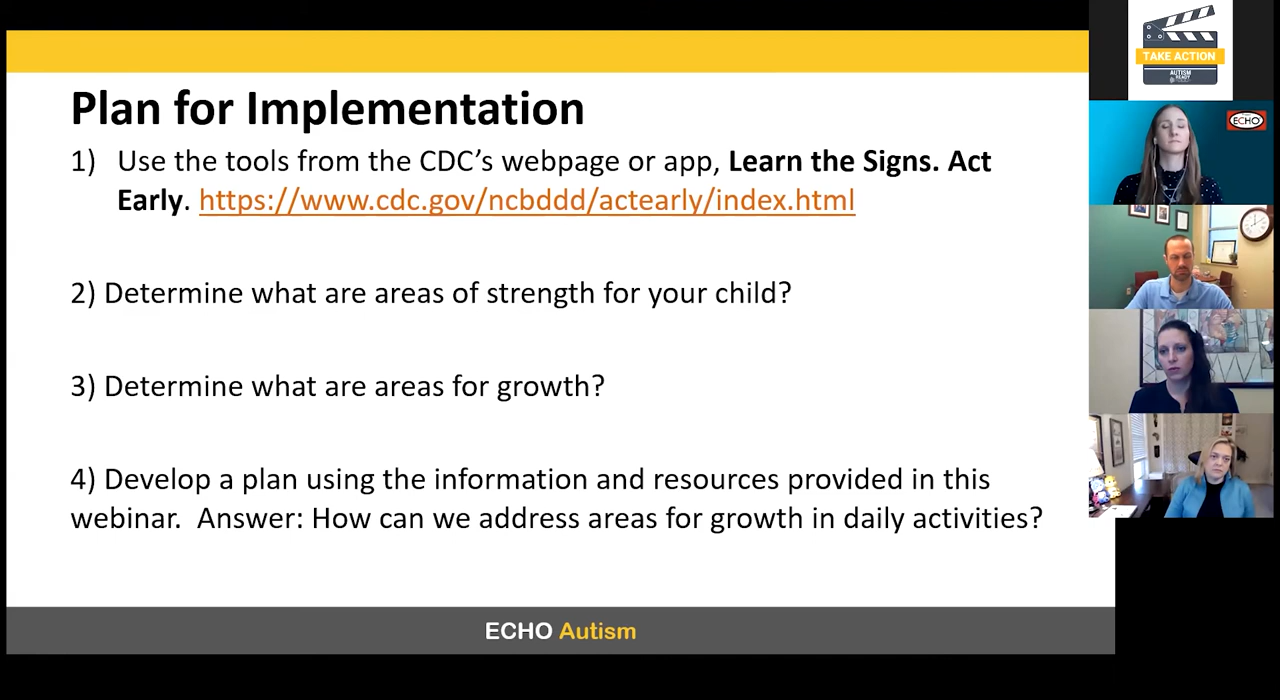 Plan for Implementation
1) Use the tools from the CDC’s webpage or app, Learn the Signs. Act
Early. https://www.cdc.gov/ncbddd/actearly/index.html
2) Determine what are areas of strength for your child?
3) Determine what are areas for growth?
4) Develop a plan using the information and resources provided in this
webinar. Answer: How can we address areas for growth in daily activities?
ECHO Autism
TAKE ACTION
AUTISM
READY
ECHO